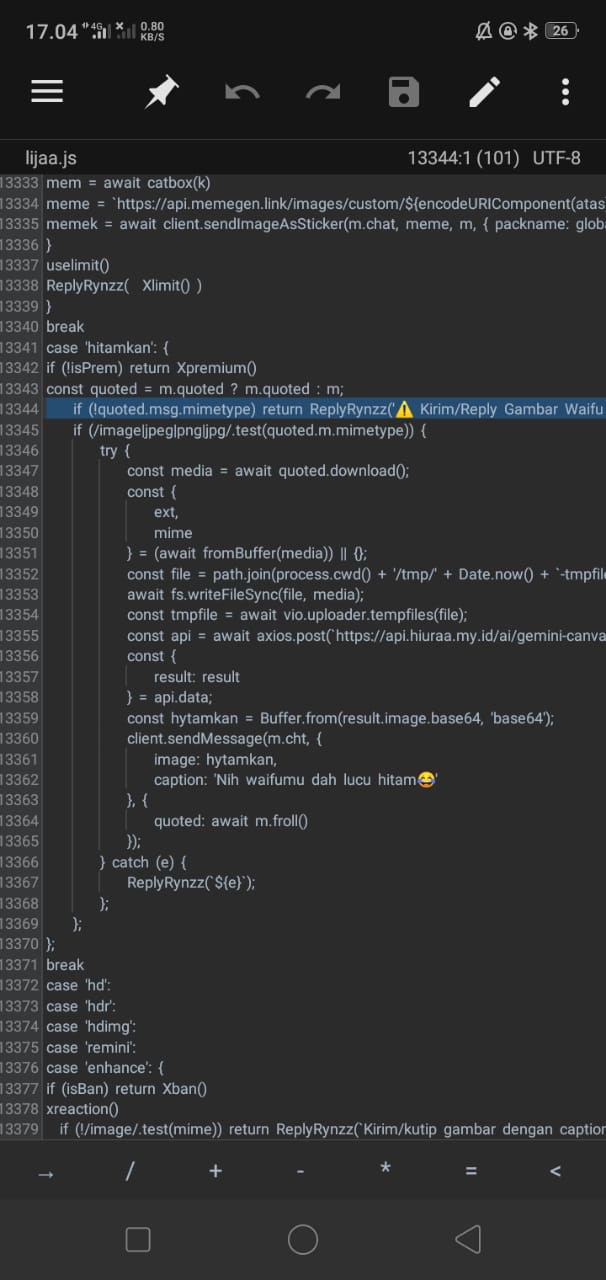 17.04 4G 0.80 KB/S 26
lijaa.js 13344:1 (101) UTF-8
13333 mem = await catbox(k)
13334 meme = `https://api.memegen.link/images/custom/${encodeURIComponent(atas
13335 memek = await client.sendImageAsSticker(m.chat, meme, m, { packname: glob
13336 }
13337 uselimit()
13338 ReplyRynzz( Xlimit() )
13339 }
13340 break
13341 case 'hitamkan': {
13342 if (!isPrem) return Xpremium()
13343 const quoted = m.quoted ? m.quoted : m;
13344 if (!quoted.msg.mimetype) return ReplyRynzz('⚠️ Kirim/Reply Gambar Waifu
13345 if (/image|jpeg|png|jpg/.test(quoted.m.mimetype)) {
13346 try {
13347 const media = await quoted.download();
13348 const {
13349 ext,
13350 mime
13351 } = (await fromBuffer(media)) || {};
13352 const file = path.join(process.cwd() + '/tmp/' + Date.now() + `-tmpfile
13353 await fs.writeFileSync(file, media);
13354 const tmpfile = await vio.uploader.tempfiles(file);
13355 const api = await axios.post(`https://api.hiuraa.my.id/ai/gemini-canva
13356 const {
13357 result: result
13358 } = api.data;
13359 const hytamkan = Buffer.from(result.image.base64, 'base64');
13360 client.sendMessage(m.cht, {
13361 image: hytamkan,
13362 caption: 'Nih waifumu dah lucu hitam😂'
13363 }, {
13364 quoted: await m.froll()
13365 });
13366 } catch (e) {
13367 ReplyRynzz(`${e}`);
13368 };
13369 };
13370 };
13371 break
13372 case 'hd':
13373 case 'hdr':
13374 case 'hdimg':
13375 case 'remini':
13376 case 'enhance': {
13377 if (isBan) return Xban()
13378 xreaction()
13379 if (!/image/.test(mime)) return ReplyRynzz(`Kirim/kutip gambar dengan caption
→ / + - * = <